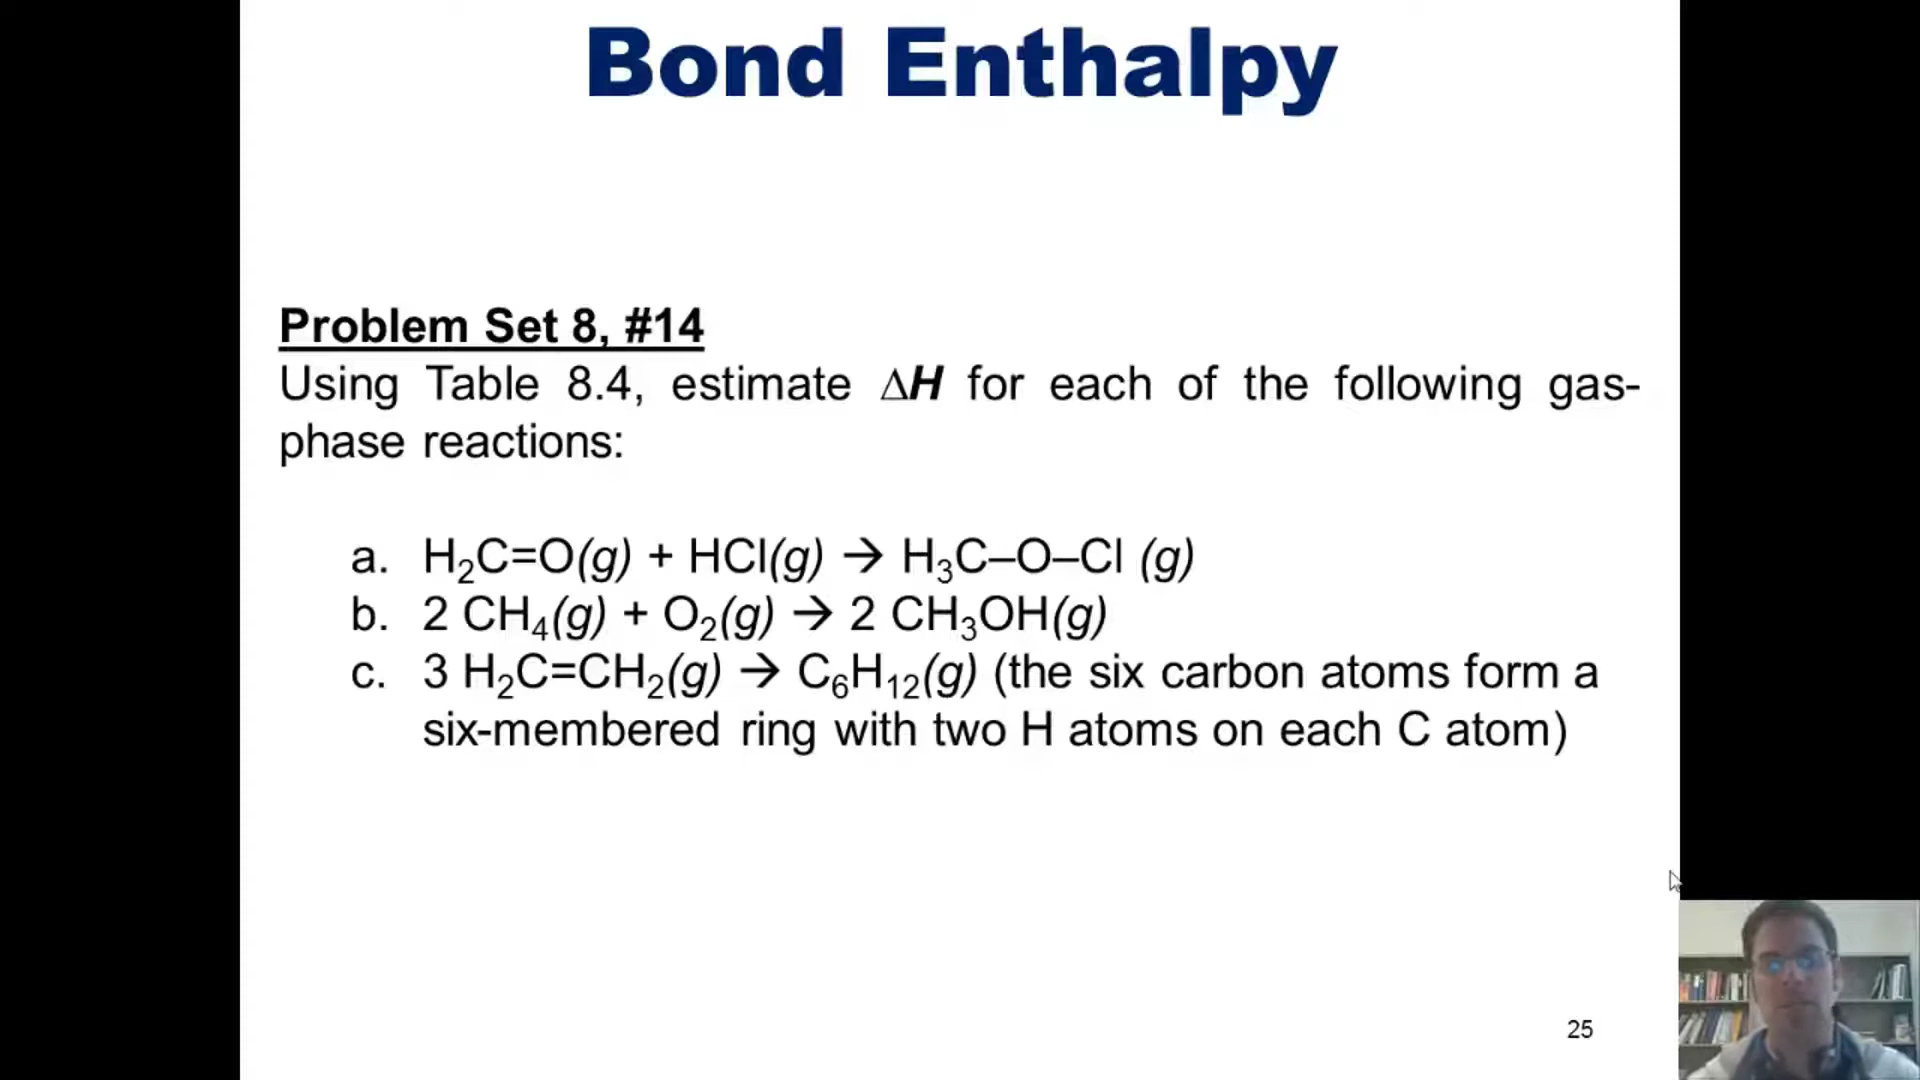 Bond Enthalpy
Problem Set 8, #14
Using Table 8.4, estimate ∆H for each of the following gas-
phase reactions:
a. H₂C=O(g) + HCl(g) → H₃C–O–Cl (g)
b. 2 CH₄(g) + O₂(g) → 2 CH₃OH(g)
c. 3 H₂C=CH₂(g) → C₆H₁₂(g) (the six carbon atoms form a
six-membered ring with two H atoms on each C atom)
25